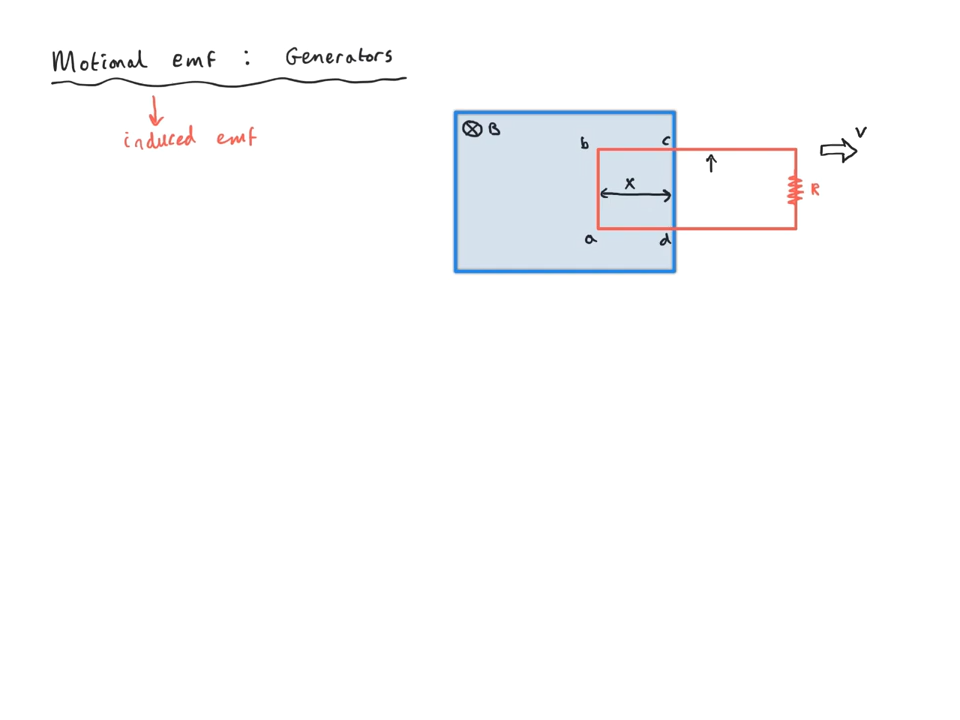 Motional emf : Generators
induced emf
B
b
c
v
x
R
a
d